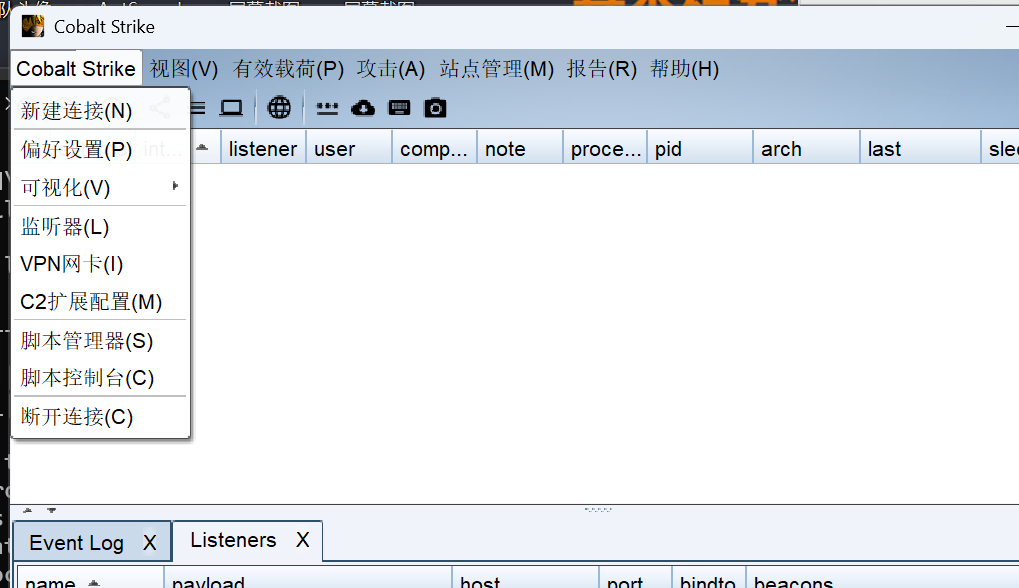 Cobalt Strike
Cobalt Strike 视图(V) 有效载荷(P) 攻击(A) 站点管理(M) 报告(R) 帮助(H)
新建连接(N)
偏好设置(P)
可视化(V)
监听器(L)
VPN网卡(I)
C2扩展配置(M)
脚本管理器(S)
脚本控制台(C)
断开连接(C)
int... listener user comp... note proce... pid arch last slee
Event Log X Listeners X
name payload host port bindto beacons